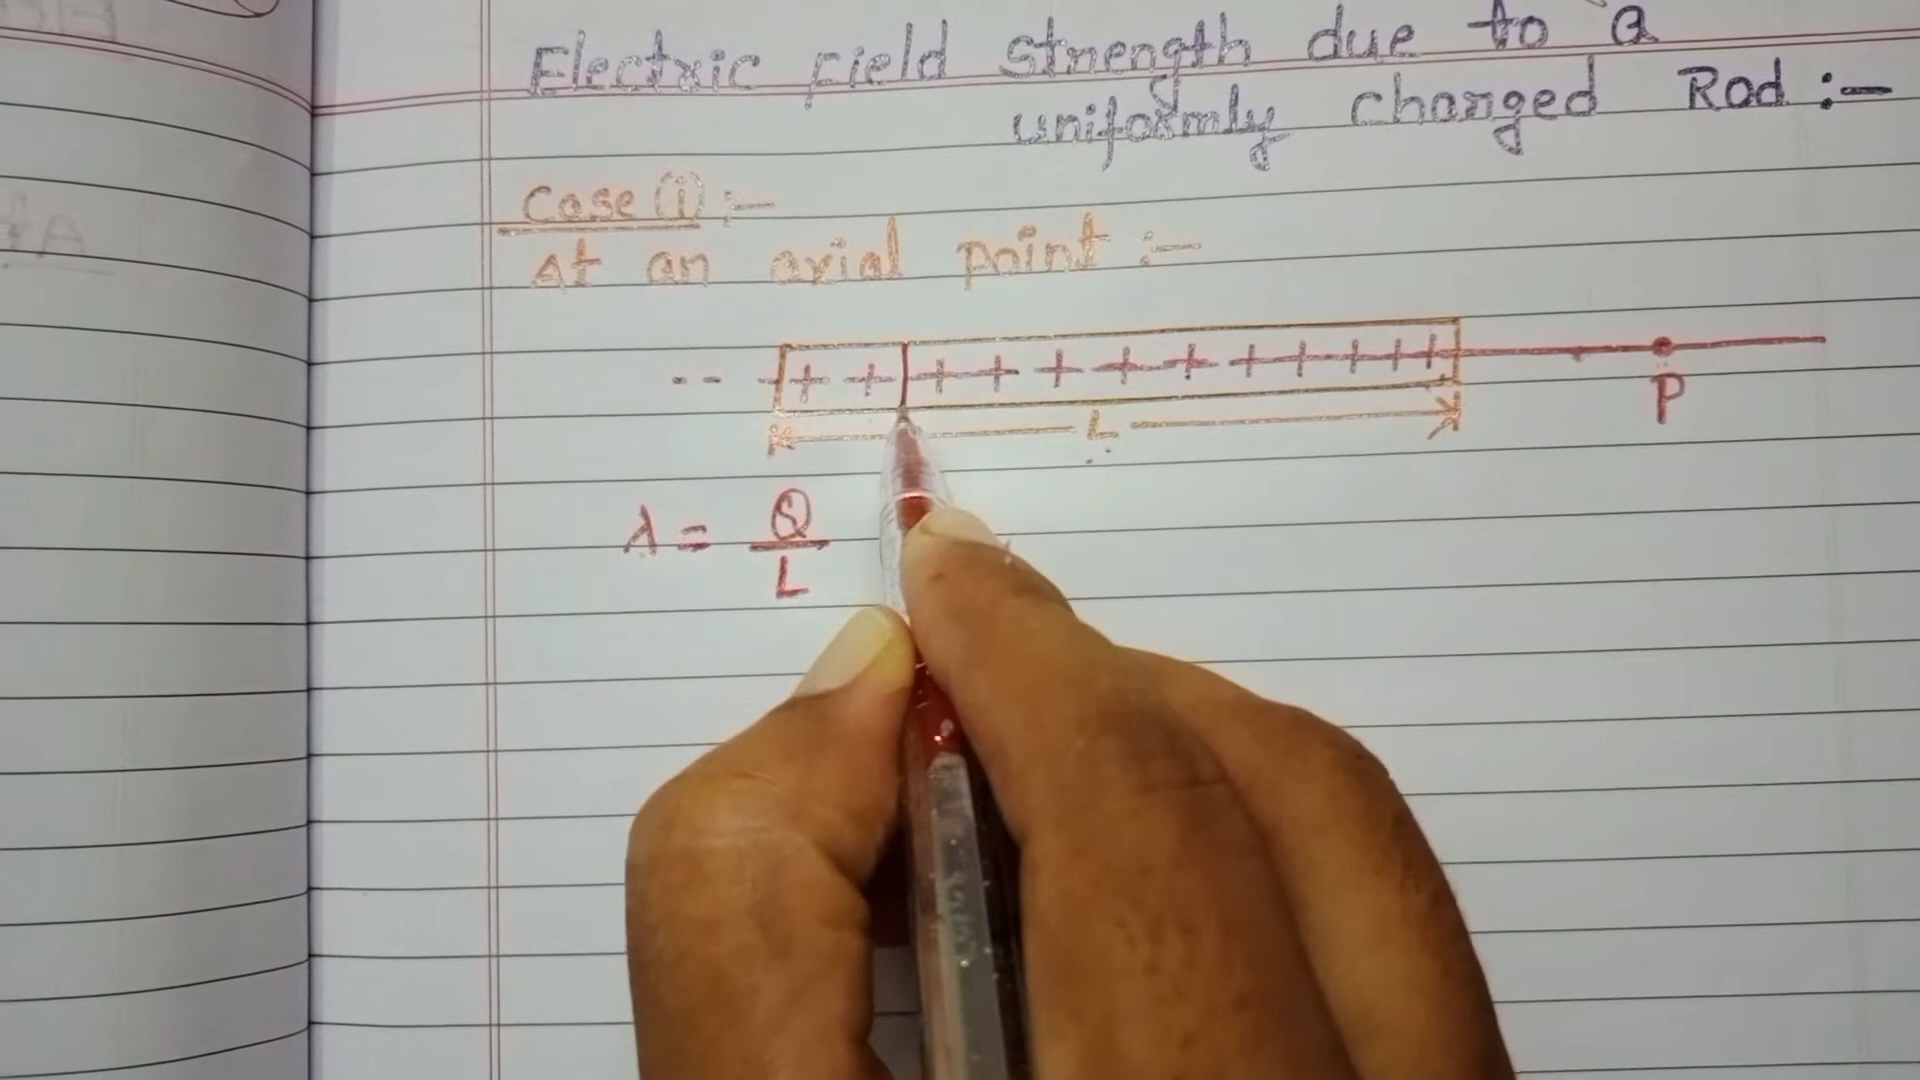 Electric Field Strength due to a
uniformly charged Rod :-
Case (i) :-
At an axial point :-
-- + + + + + + + + + + + +
P
L
λ = Q/L